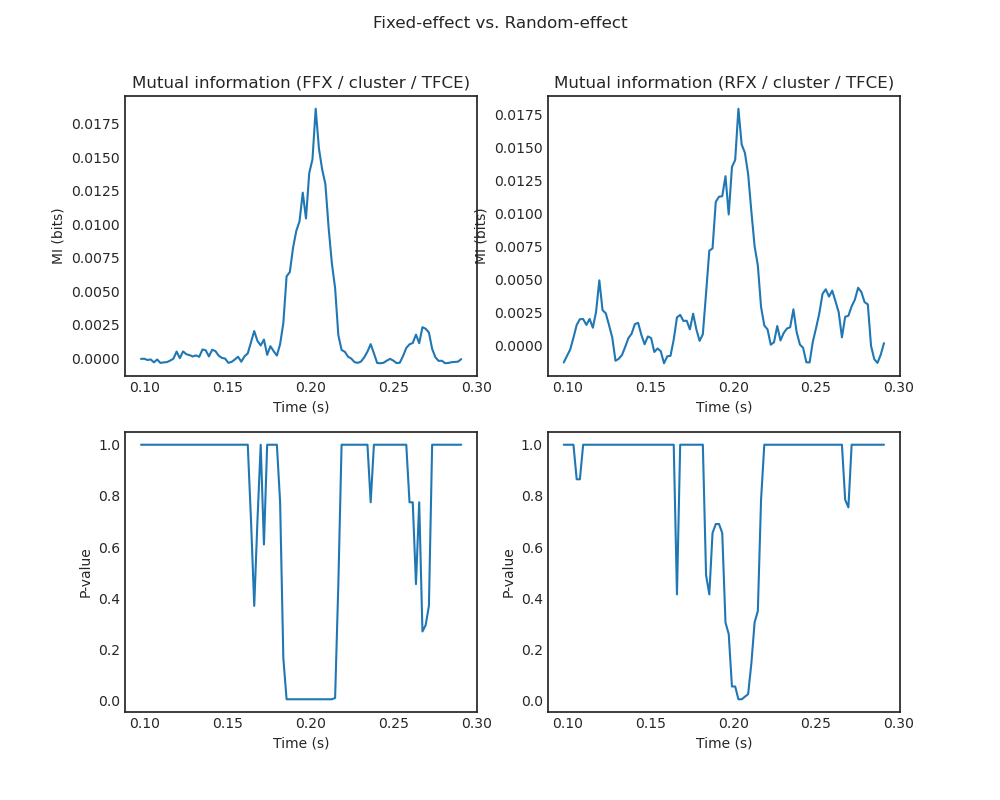 Fixed-effect vs. Random-effect
Mutual information (FFX / cluster / TFCE)
MI (bits)
0.0175
0.0150
0.0125
0.0100
0.0075
0.0050
0.0025
0.0000
0.10 0.15 0.20 0.25 0.30
Time (s)
Mutual information (RFX / cluster / TFCE)
MI (bits)
0.0175
0.0150
0.0125
0.0100
0.0075
0.0050
0.0025
0.0000
0.10 0.15 0.20 0.25 0.30
Time (s)
P-value
1.0
0.8
0.6
0.4
0.2
0.0
0.10 0.15 0.20 0.25 0.30
Time (s)
P-value
1.0
0.8
0.6
0.4
0.2
0.0
0.10 0.15 0.20 0.25 0.30
Time (s)